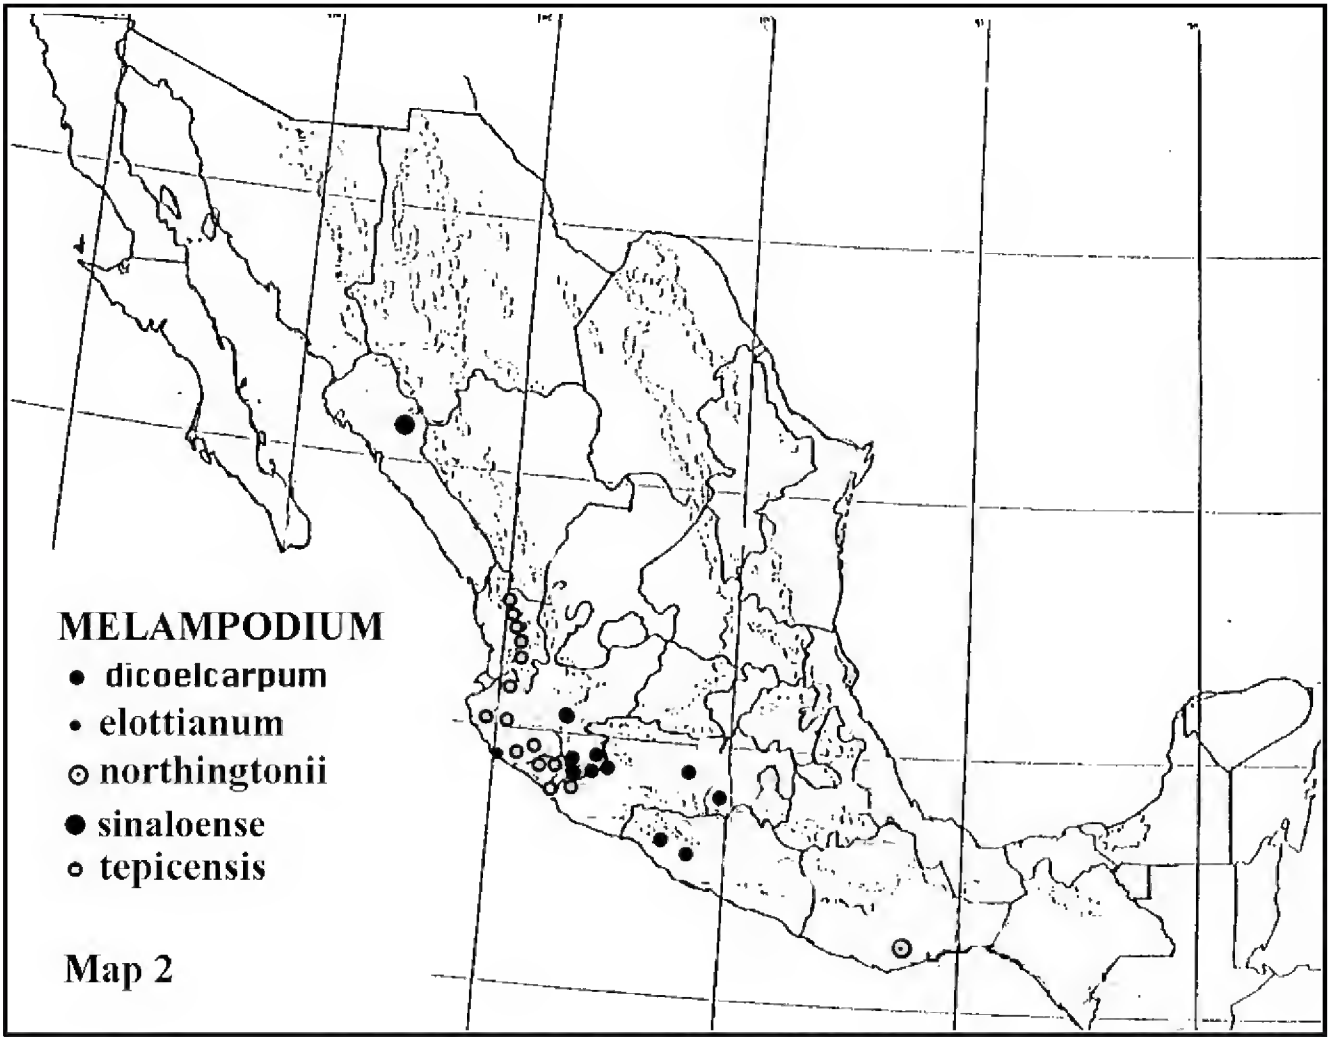 MELAMPODIUM
dicoelcarpum
elottianum
northingtonii
sinaloense
tepicensis
Map 2